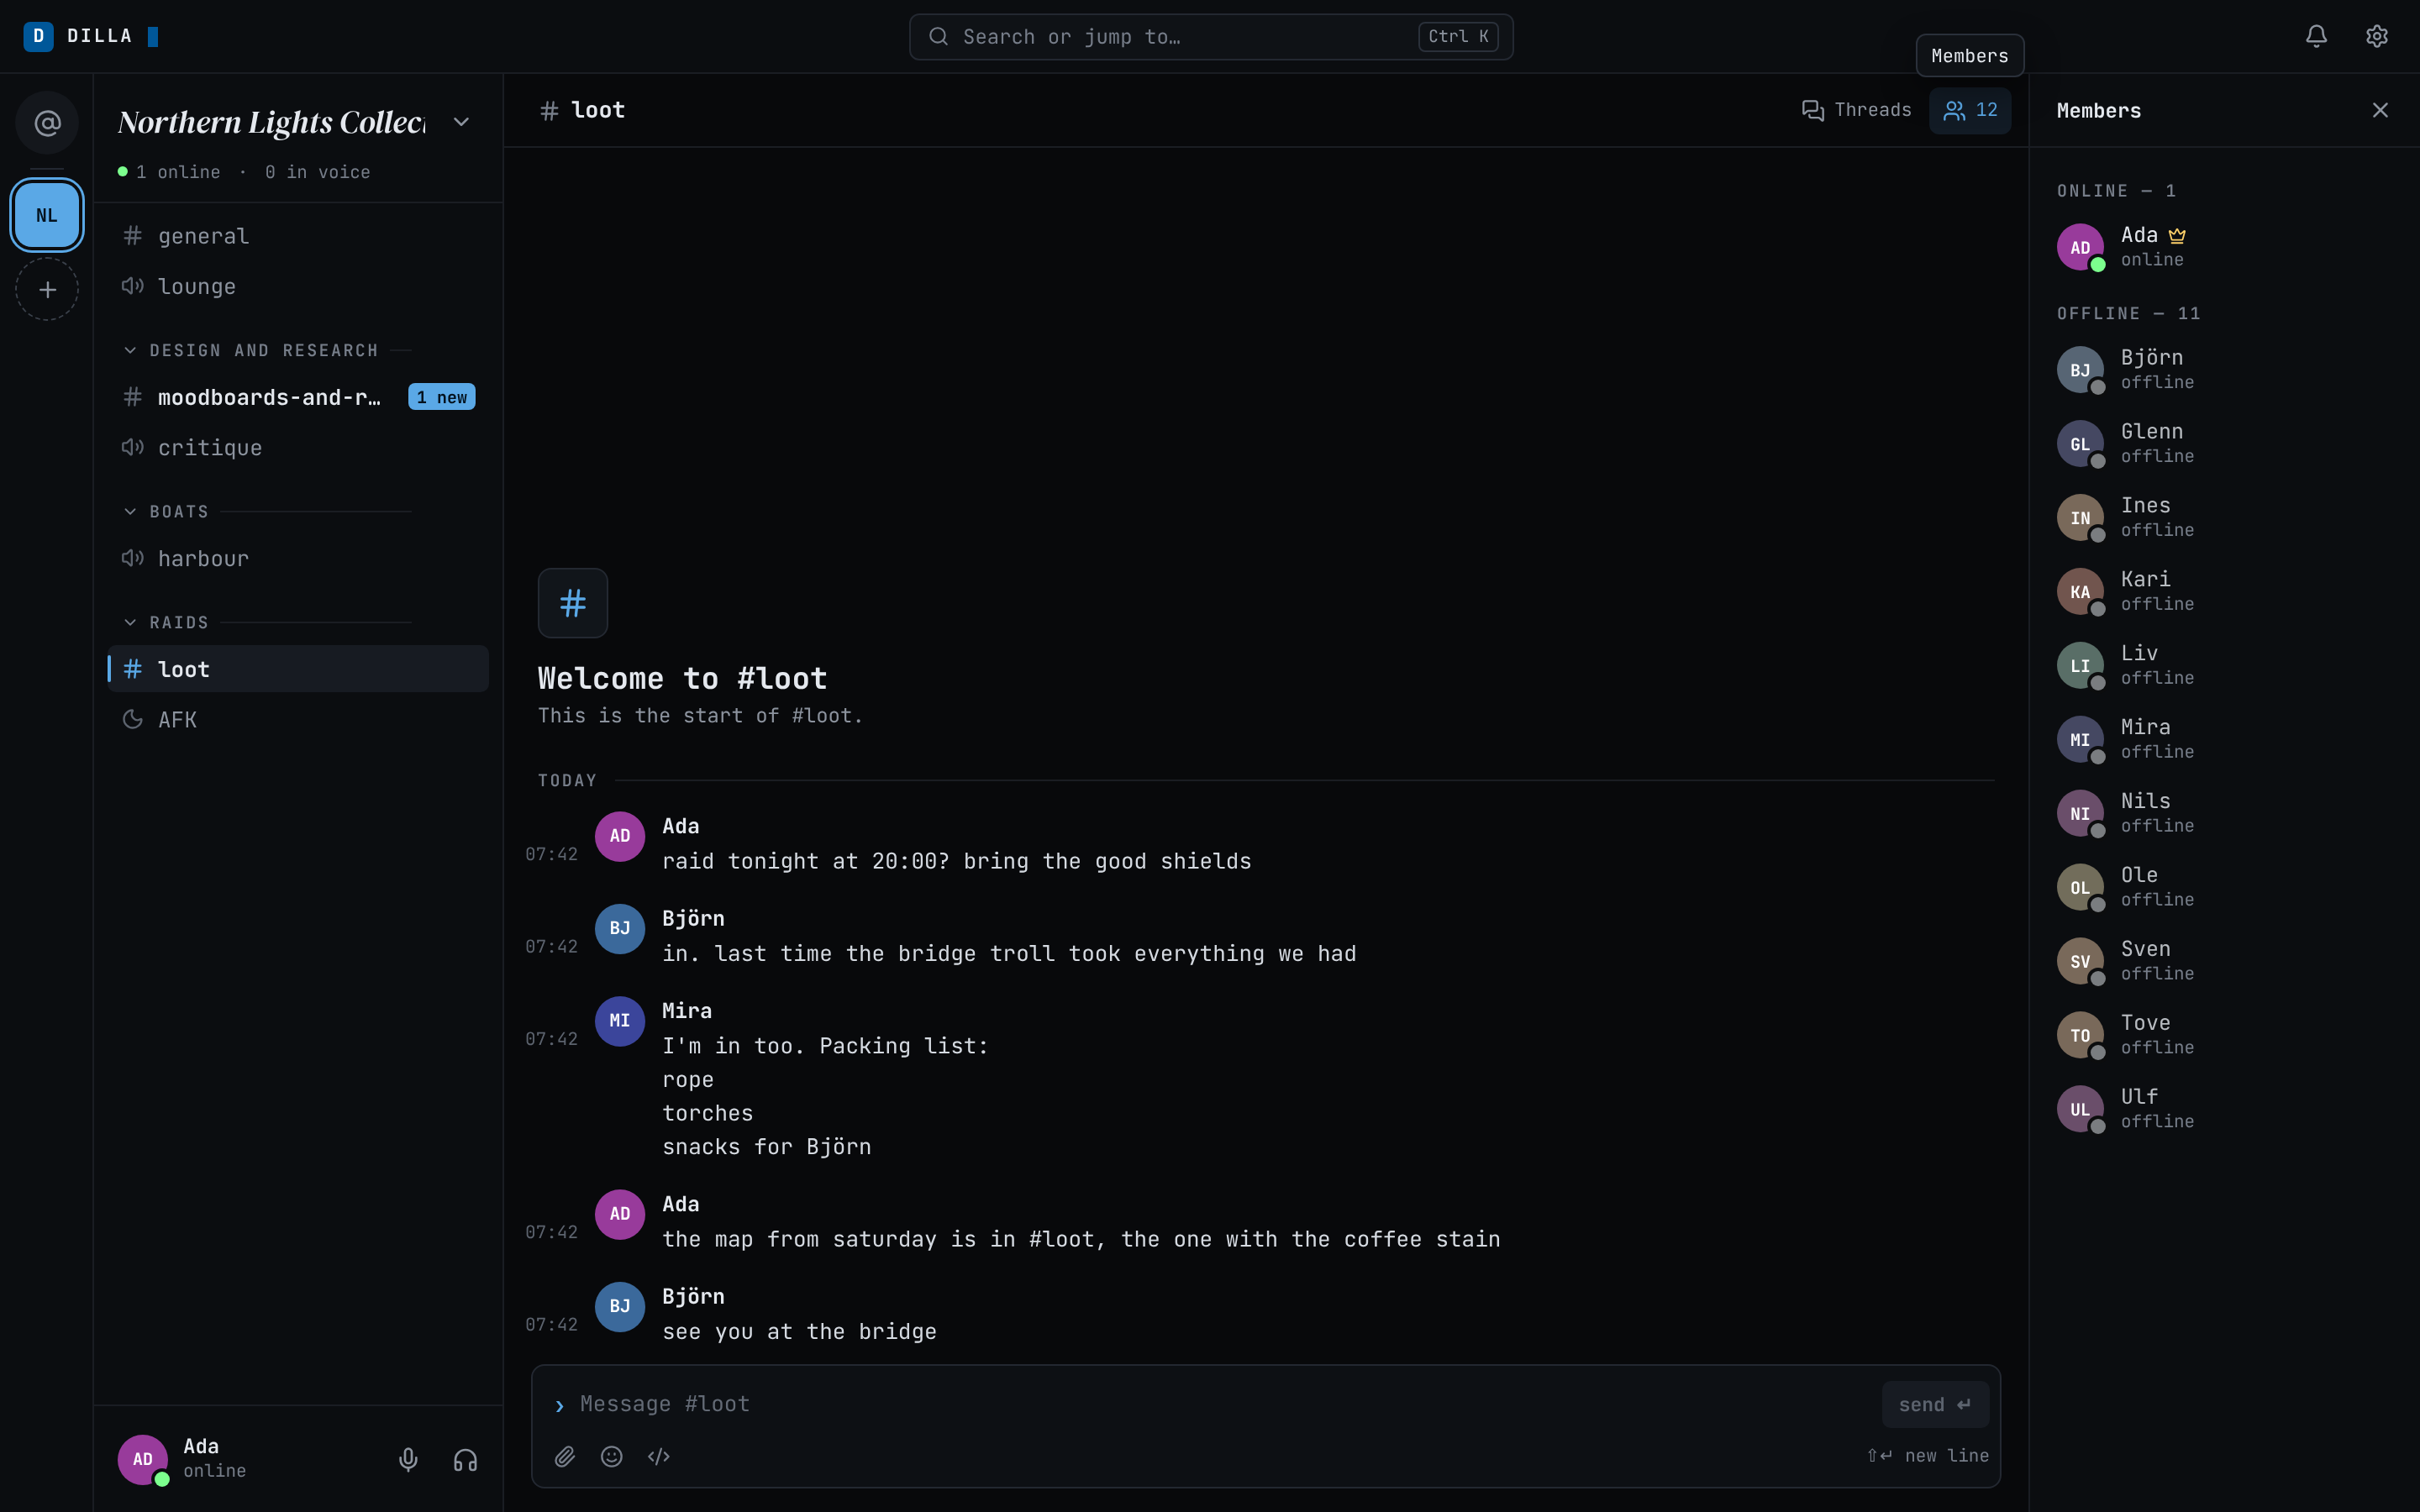 D DILLA
Search or jump to…
Ctrl K
Members
NL
Northern Lights Collec
1 online · 0 in voice
general
lounge
DESIGN AND RESEARCH
moodboards-and-r… 1 new
critique
BOATS
harbour
RAIDS
loot
AFK
AD
Ada
online
# loot
Threads
12
Welcome to #loot
This is the start of #loot.
TODAY
07:42 AD Ada
raid tonight at 20:00? bring the good shields
07:42 BJ Björn
in. last time the bridge troll took everything we had
07:42 MI Mira
I'm in too. Packing list:
rope
torches
snacks for Björn
07:42 AD Ada
the map from saturday is in #loot, the one with the coffee stain
07:42 BJ Björn
see you at the bridge
› Message #loot
send ↵
⇧↵ new line
Members
ONLINE — 1
AD Ada
online
OFFLINE — 11
BJ Björn
offline
GL Glenn
offline
IN Ines
offline
KA Kari
offline
LI Liv
offline
MI Mira
offline
NI Nils
offline
OL Ole
offline
SV Sven
offline
TO Tove
offline
UL Ulf
offline